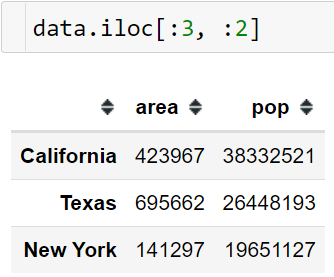 data.iloc[:3, :2]
area pop
California 423967 38332521
Texas 695662 26448193
New York 141297 19651127